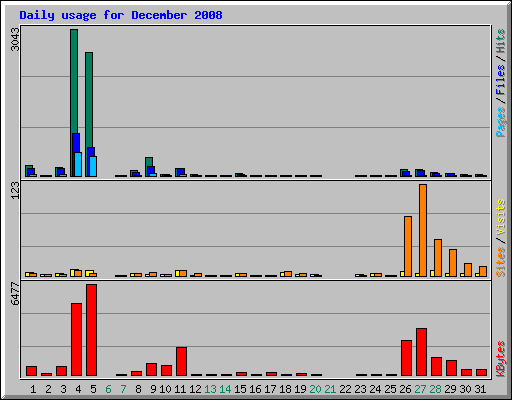 Daily usage for December 2008
3043
Pages / Files / Hits
123
Sites / Visits
6477
KBytes
1 2 3 4 5 6 7 8 9 10 11 12 13 14 15 16 17 18 19 20 21 22 23 24 25 26 27 28 29 30 31